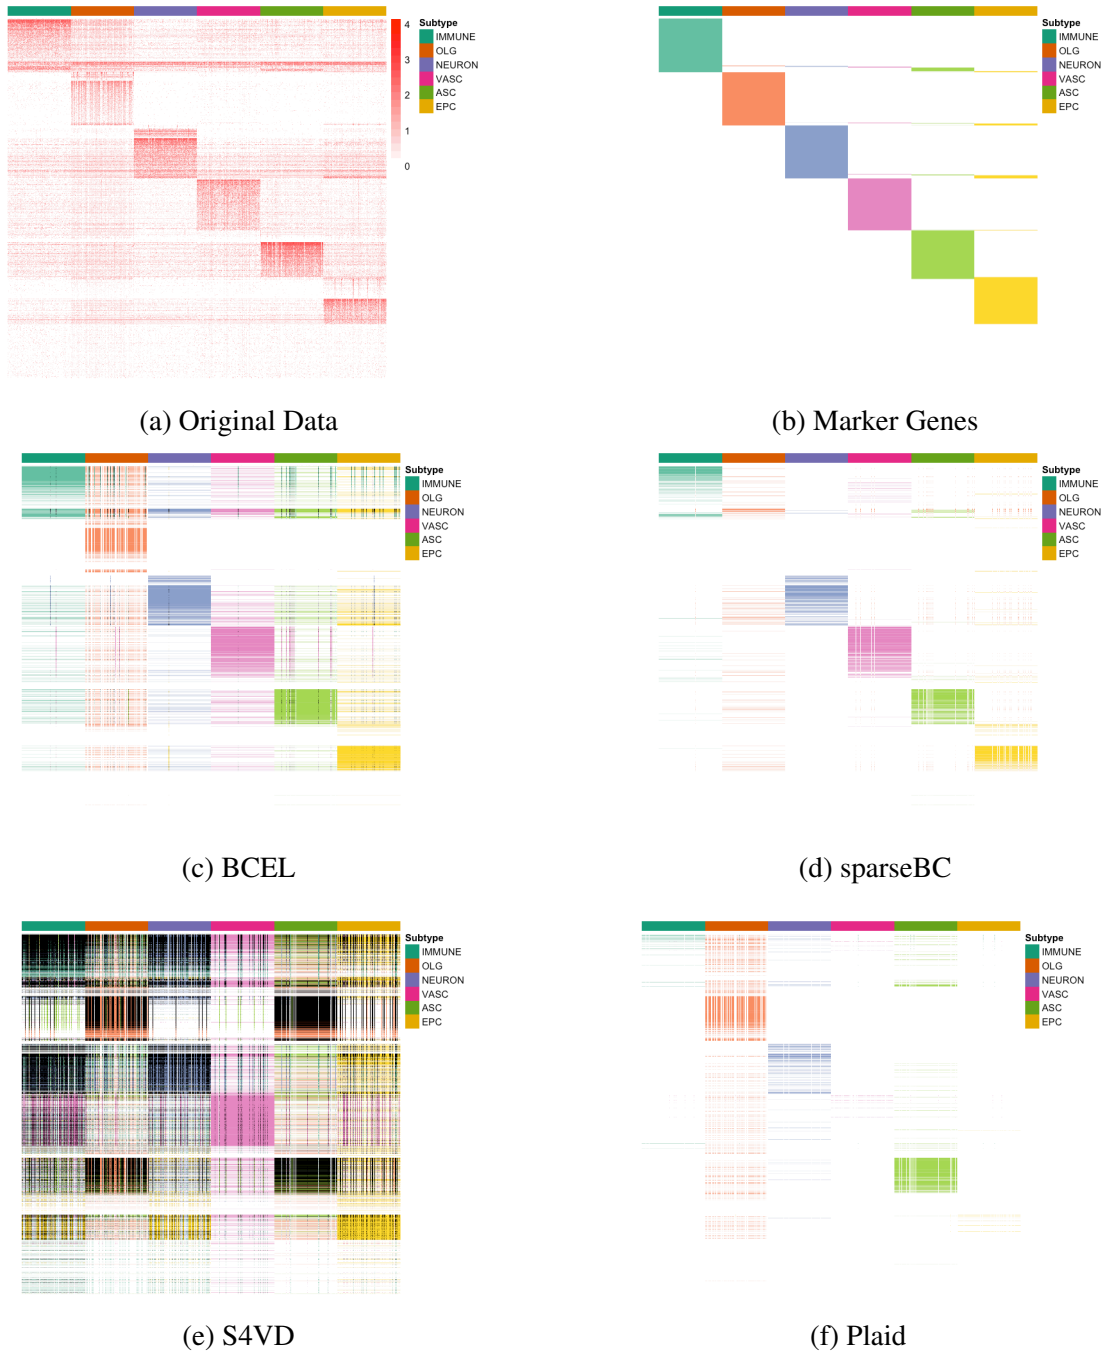 Subtype
IMMUNE
OLG
NEURON
VASC
ASC
EPC
4
3
2
1
0
(a) Original Data
Subtype
IMMUNE
OLG
NEURON
VASC
ASC
EPC
(b) Marker Genes
Subtype
IMMUNE
OLG
NEURON
VASC
ASC
EPC
(c) BCEL
Subtype
IMMUNE
OLG
NEURON
VASC
ASC
EPC
(d) sparseBC
Subtype
IMMUNE
OLG
NEURON
VASC
ASC
EPC
(e) S4VD
Subtype
IMMUNE
OLG
NEURON
VASC
ASC
EPC
(f) Plaid